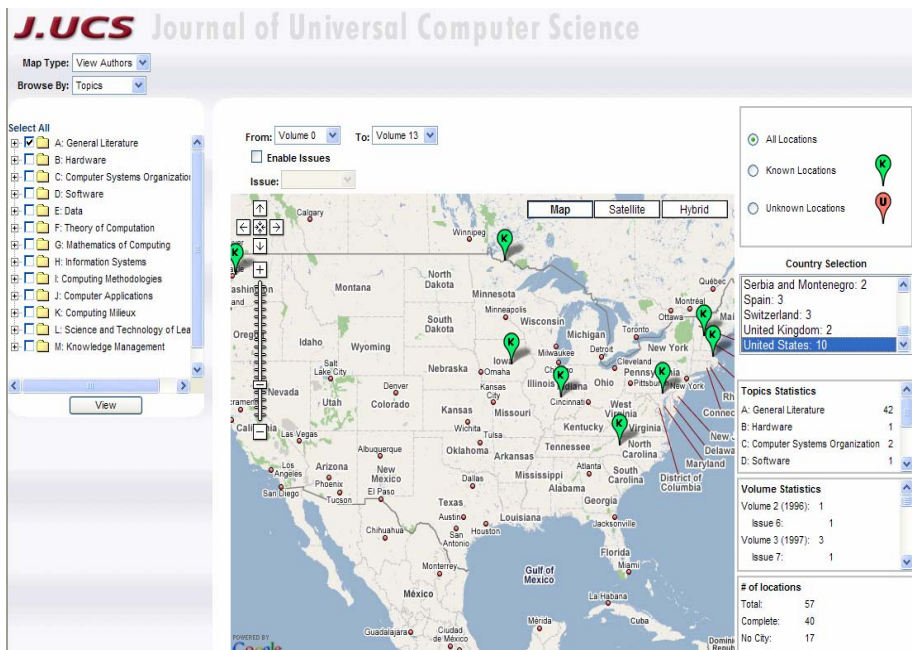 J.UCS Journal of Universal Computer Science
Map Type: View Authors
Browse By: Topics
Select All
A: General Literature
B: Hardware
C: Computer Systems Organizatio
D: Software
E: Data
F: Theory of Computation
G: Mathematics of Computing
H: Information Systems
I: Computing Methodologies
J: Computer Applications
K: Computing Milieux
L: Science and Technology of Lea
M: Knowledge Management
View
From: Volume 0 To: Volume 13
Enable Issues
Issue:
Map Satellite Hybrid
Calgary
Winnipeg
Montana
North Dakota
Minnesota
Minneapolis
Québec
Montréal
Ottawa
Toronto
South Dakota
Wisconsin
Michigan
Idaho
Wyoming
Milwaukee
Detroit
New York
Salt Lake City
Nebraska
Iowa
Omaha
Cleveland
Pennsylvania
Pittsburgh
New York
Nevada
Utah
Denver
Colorado
Kansas City
Illinois
Indiana
Ohio
Cincinnati
West Virginia
Kansas
Missouri
Kentucky
Virginia
Las Vegas
Wichita
Tulsa
Tennessee
North Carolina
Albuquerque
Oklahoma
Arkansas
Los Angeles
Arizona
Phoenix
New Mexico
Dallas
Mississippi
Atlanta
South Carolina
District of Columbia
Maryland
San Diego
Tucson
El Paso
Alabama
Georgia
Texas
Austin
Louisiana
Jacksonville
Chihuahua
San Antonio
Houston
Florida
Monterrey
Gulf of Mexico
Miami
México
La Habana
Guadalajara
Ciudad de México
Mérida
Cuba
POWERED BY
Google
K
K
K
K
K
K
K
K
All Locations
Known Locations K
Unknown Locations U
Country Selection
Serbia and Montenegro: 2
Spain: 3
Switzerland: 3
United Kingdom: 2
United States: 10
Topics Statistics
A: General Literature 42
B: Hardware 1
C: Computer Systems Organization 2
D: Software 1
Volume Statistics
Volume 2 (1996): 1
Issue 6: 1
Volume 3 (1997): 3
Issue 7: 1
# of locations
Total: 57
Complete: 40
No City: 17